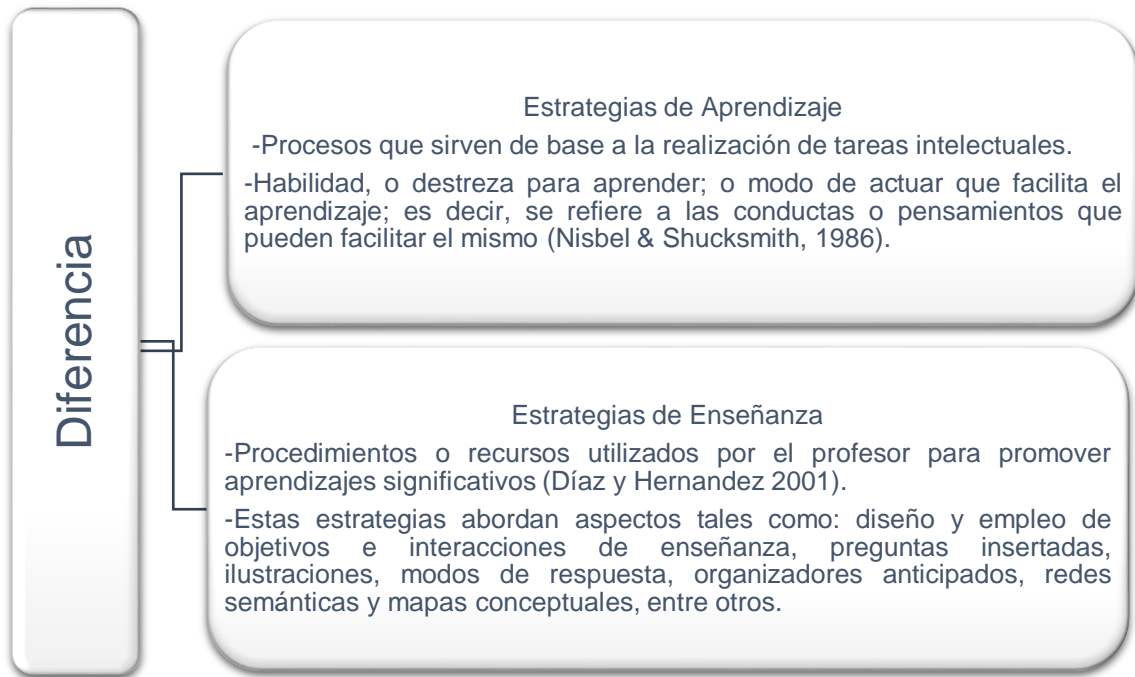 Diferencia
Estrategias de Aprendizaje
-Procesos que sirven de base a la realización de tareas intelectuales.
-Habilidad, o destreza para aprender; o modo de actuar que facilita el
aprendizaje; es decir, se refiere a las conductas o pensamientos que
pueden facilitar el mismo (Nisbel & Shucksmith, 1986).
Estrategias de Enseñanza
-Procedimientos o recursos utilizados por el profesor para promover
aprendizajes significativos (Díaz y Hernandez 2001).
-Estas estrategias abordan aspectos tales como: diseño y empleo de
objetivos e interacciones de enseñanza, preguntas insertadas,
ilustraciones, modos de respuesta, organizadores anticipados, redes
semánticas y mapas conceptuales, entre otros.